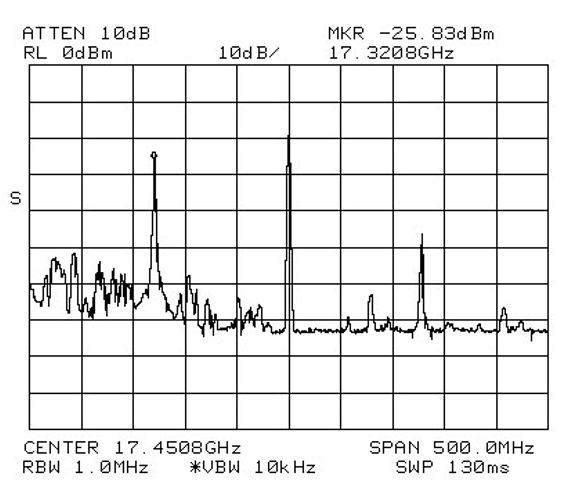 ATTEN 10dB MKR -25.83dBm
RL 0dBm 10dB/ 17.3208GHz
S
CENTER 17.4508GHz SPAN 500.0MHz
RBW 1.0MHz *VBW 10kHz SWP 130ms